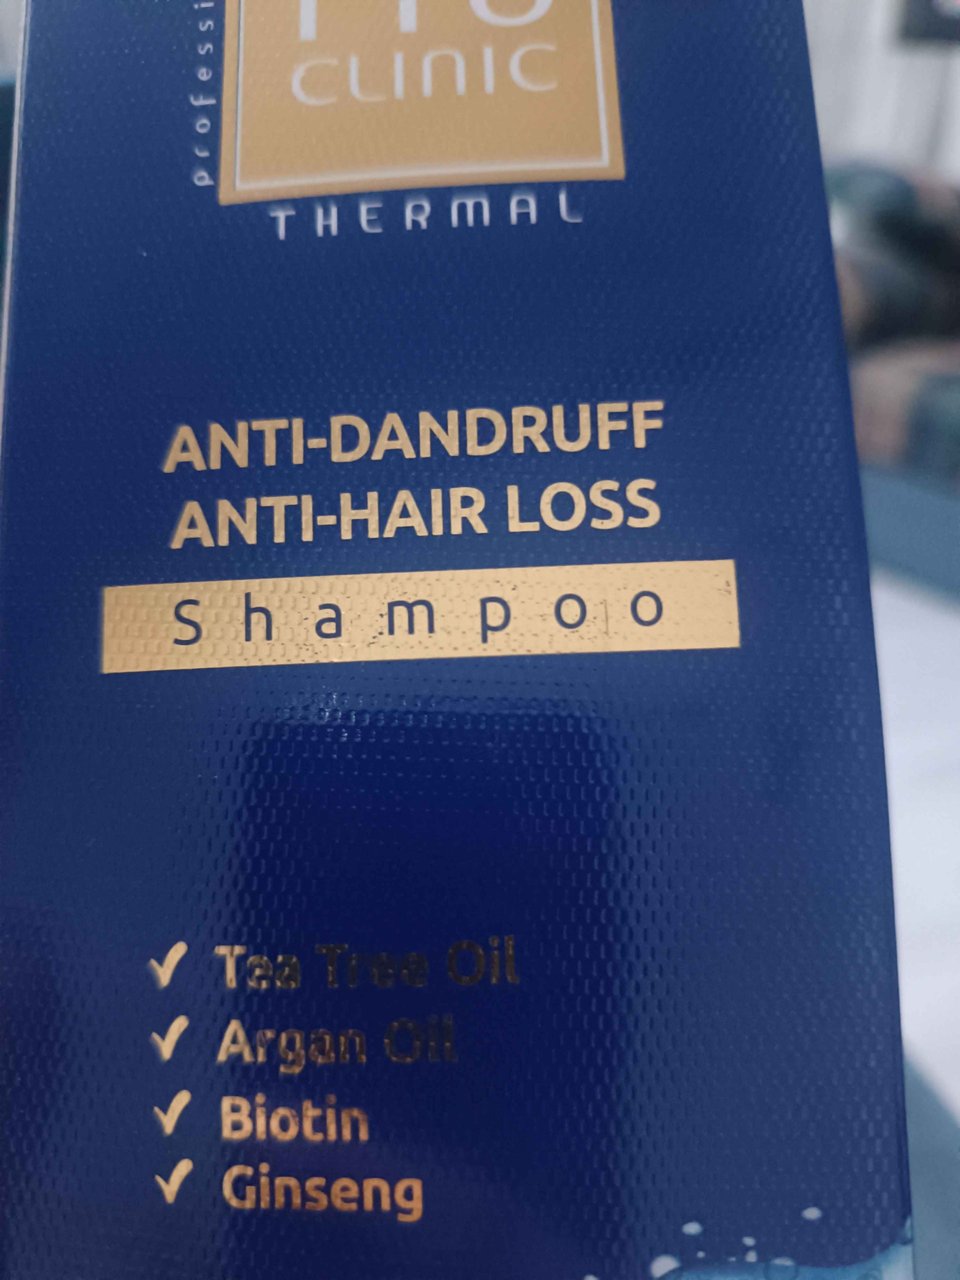 CLINIC
THERMAL
ANTI-DANDRUFF
ANTI-HAIR LOSS
Shampoo
✓ Tea Tree Oil
✓ Argan Oil
✓ Biotin
✓ Ginseng